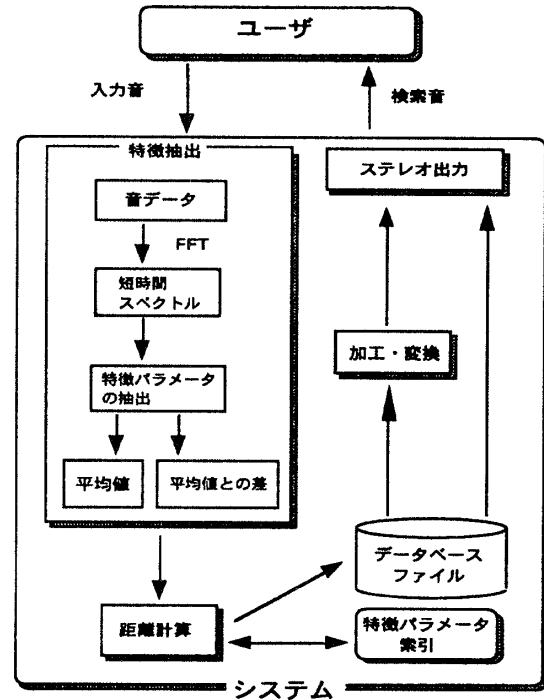 ユーザ
入力音
検索音
特徴抽出
音データ
FFT
短時間
スペクトル
特徴パラメータ
の抽出
平均値
平均値との差
ステレオ出力
加工・変換
データベース
ファイル
距離計算
特徴パラメータ
索引
システム